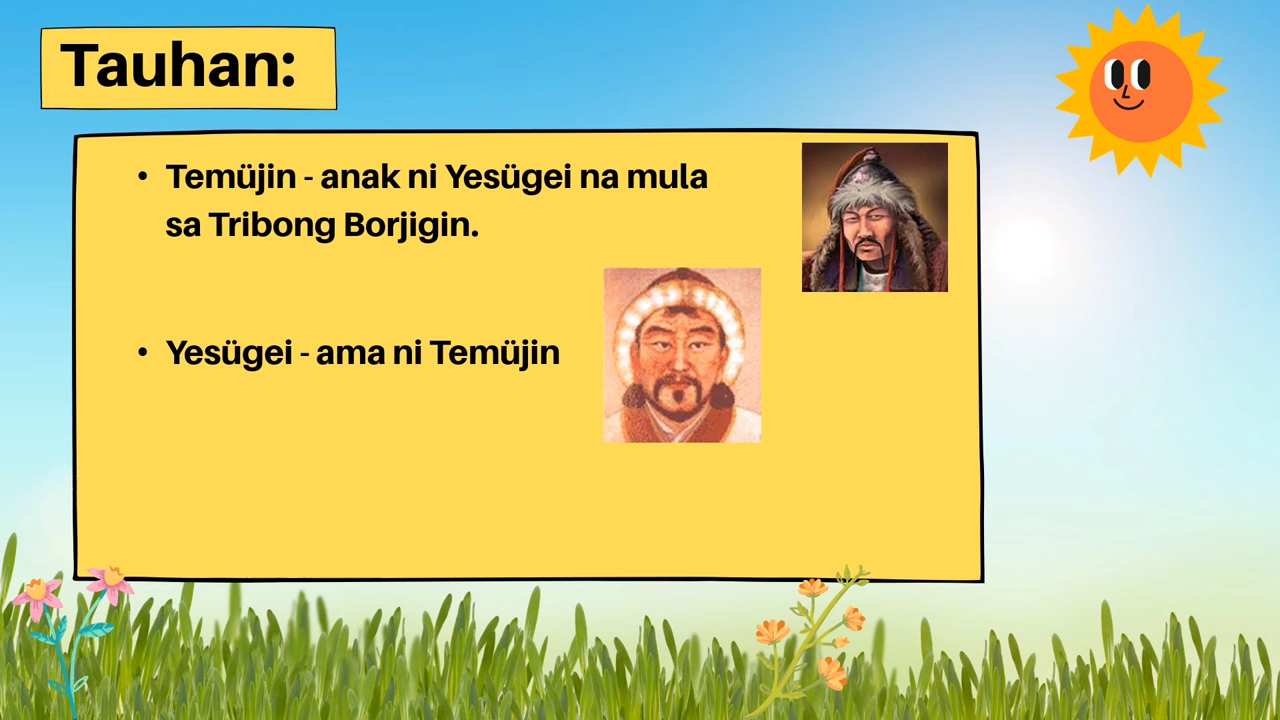 Tauhan:
• Temüjin - anak ni Yesügei na mula
sa Tribong Borjigin.
• Yesügei - ama ni Temüjin